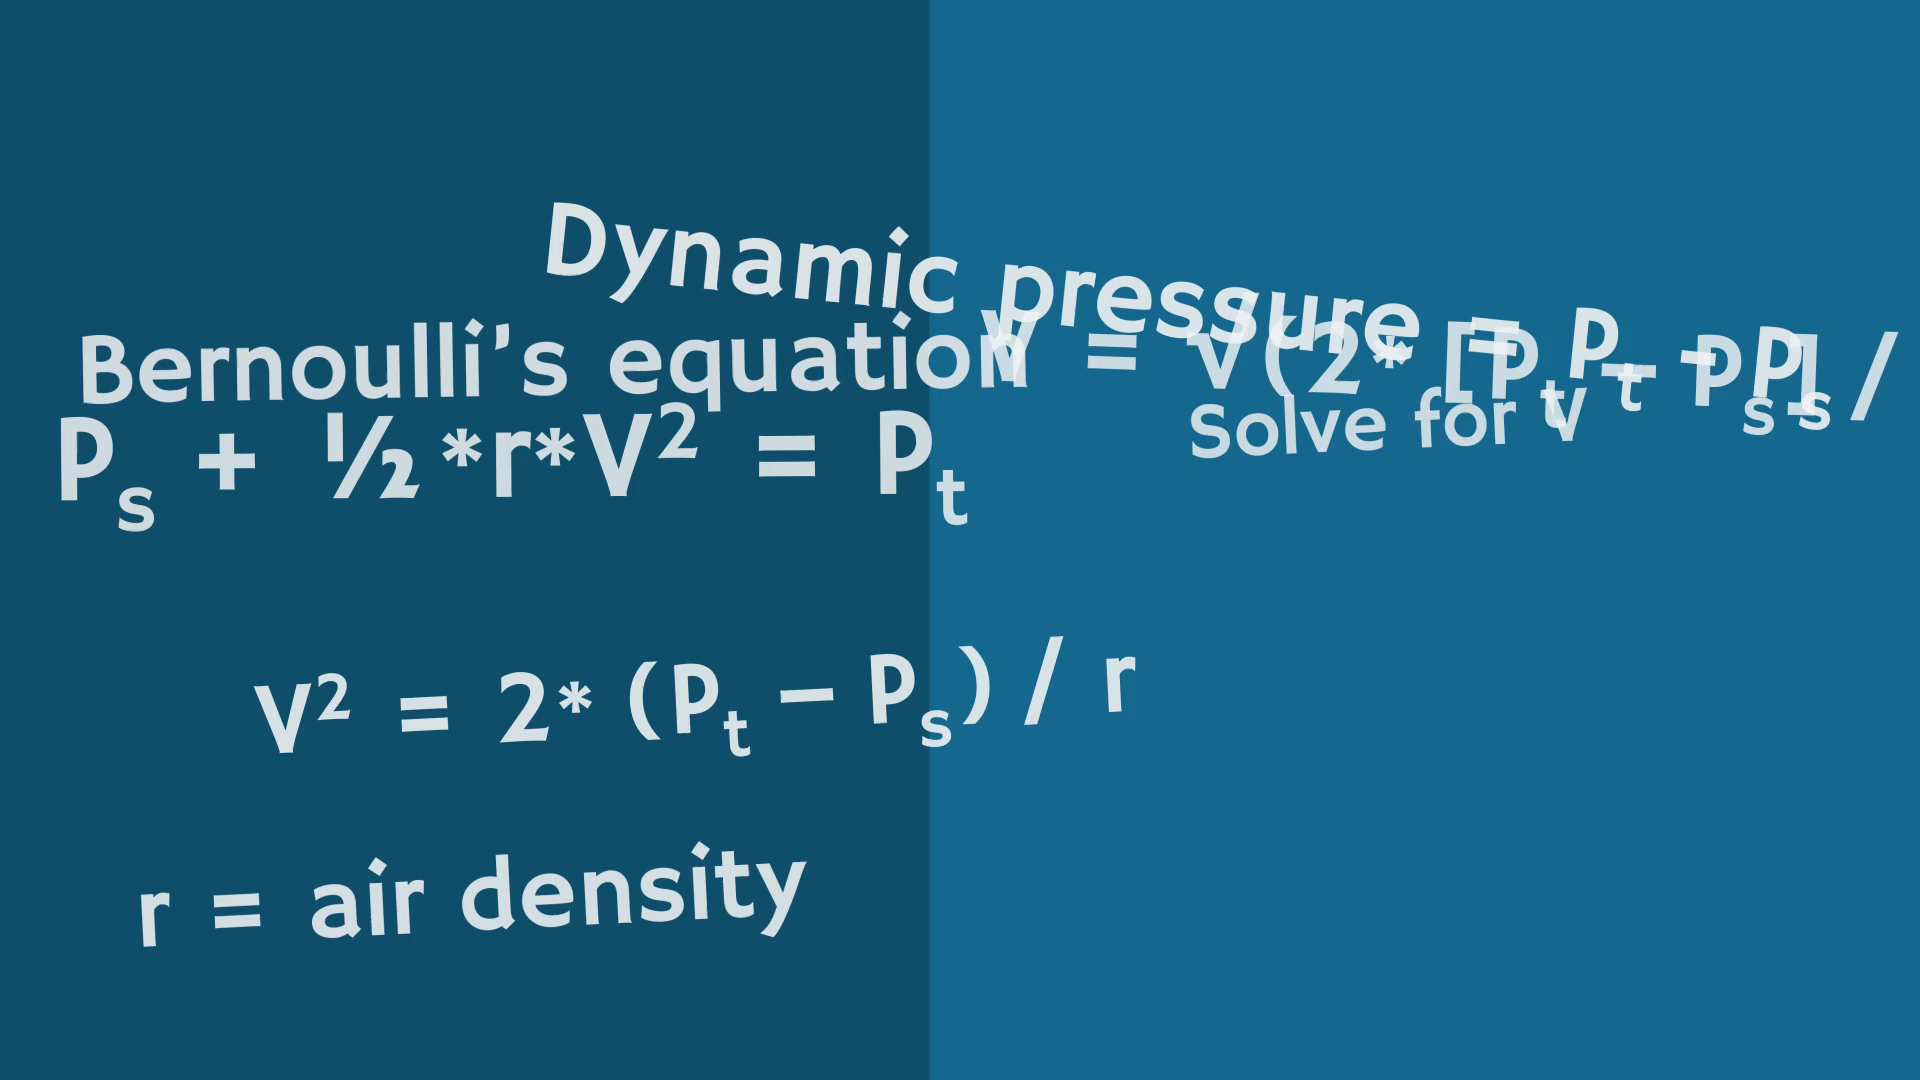 Dynamic pressure = Pₜ - Pₛ
Bernoulli's equation
V = √(2* [Pₜ - Pₛ] /
Solve for V
Pₛ + ½*r*V² = Pₜ
V² = 2* (Pₜ – Pₛ) / r
r = air density